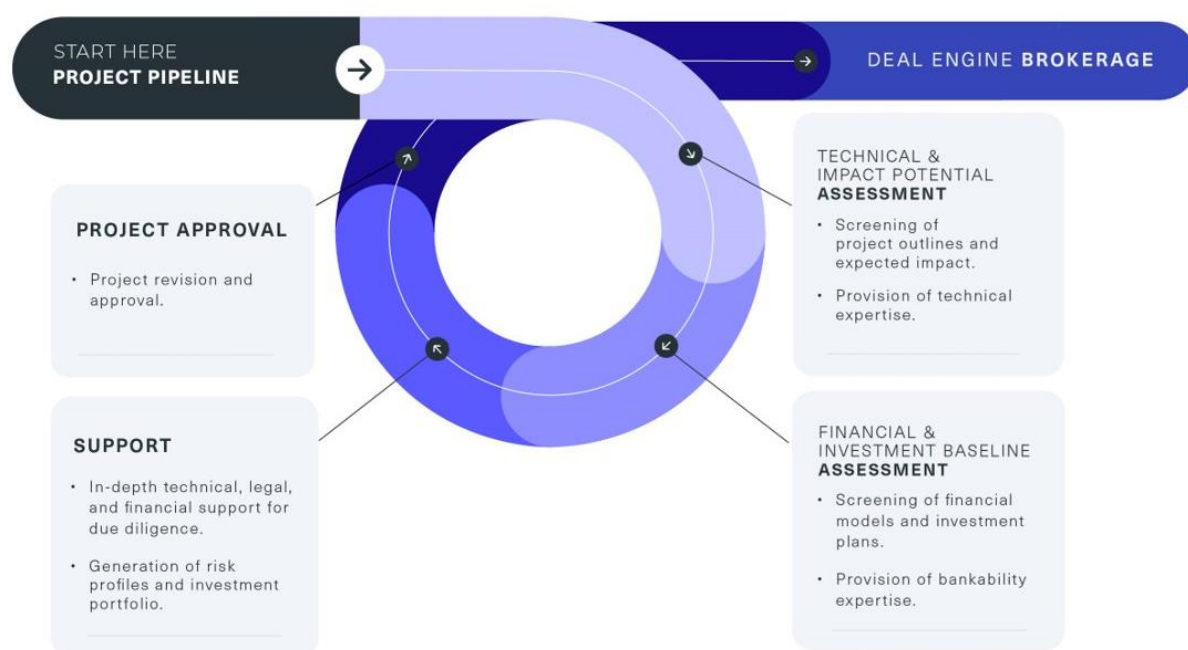 START HERE
PROJECT PIPELINE
DEAL ENGINE BROKERAGE
TECHNICAL &
IMPACT POTENTIAL
ASSESSMENT
• Screening of
project outlines and
expected impact.
• Provision of technical
expertise.
FINANCIAL &
INVESTMENT BASELINE
ASSESSMENT
• Screening of financial
models and investment
plans.
• Provision of bankability
expertise.
SUPPORT
• In-depth technical, legal,
and financial support for
due diligence.
• Generation of risk
profiles and investment
portfolio.
PROJECT APPROVAL
• Project revision and
approval.